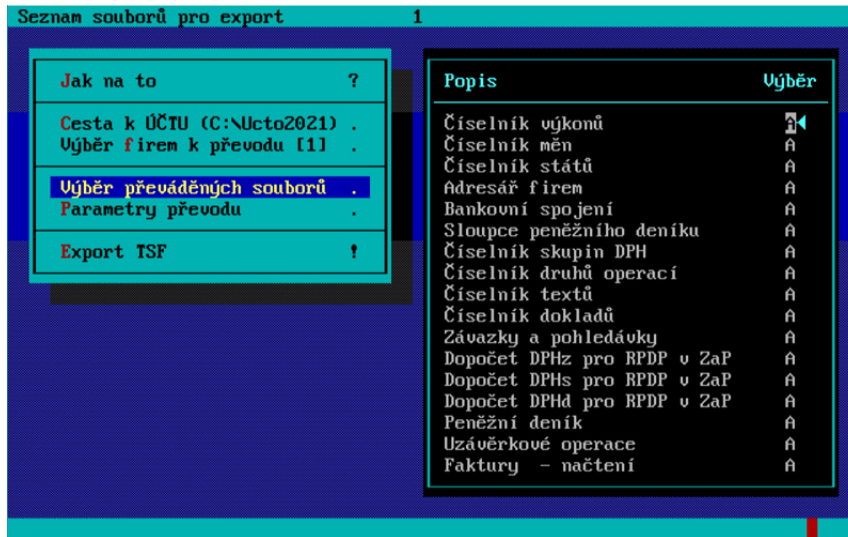 Seznam souborů pro export 1
Jak na to ?
Cesta k ÚČTU (C:\Ucto2021) .
Výběr firem k převodu [1] .
Výběr převáděných souborů .
Parametry převodu .
Export TSF !
Popis Výběr
Číselník výkonů A
Číselník měn A
Číselník států A
Adresář firem A
Bankovní spojení A
Sloupce peněžního deníku A
Číselník skupin DPH A
Číselník druhů operací A
Číselník textů A
Číselník dokladů A
Závazky a pohledávky A
Dopočet DPHz pro RPDP v ZaP A
Dopočet DPHs pro RPDP v ZaP A
Dopočet DPHd pro RPDP v ZaP A
Peněžní deník A
Uzávěrkové operace A
Faktury - načtení A